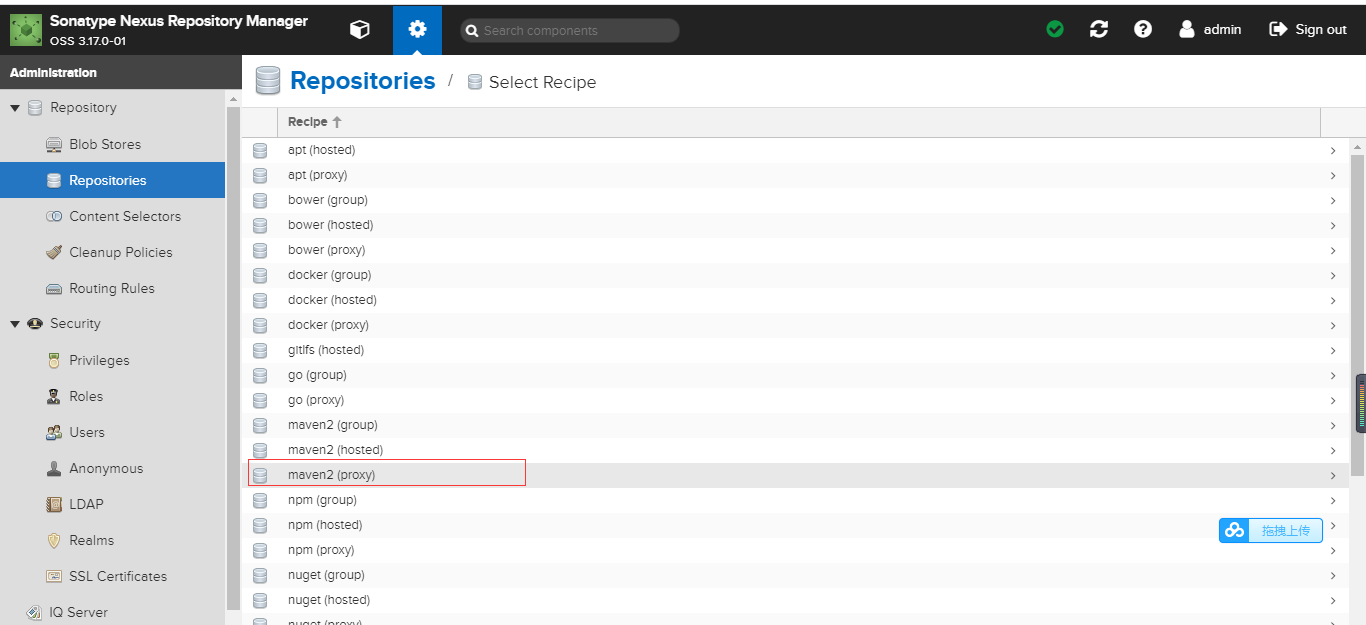 Sonatype Nexus Repository Manager
OSS 3.17.0-01
Search components
admin
Sign out
Administration
Repository
Blob Stores
Repositories
Content Selectors
Cleanup Policies
Routing Rules
Security
Privileges
Roles
Users
Anonymous
LDAP
Realms
SSL Certificates
IQ Server
Repositories / Select Recipe
Recipe
apt (hosted)
apt (proxy)
bower (group)
bower (hosted)
bower (proxy)
docker (group)
docker (hosted)
docker (proxy)
gitlfs (hosted)
go (group)
go (proxy)
maven2 (group)
maven2 (hosted)
maven2 (proxy)
npm (group)
npm (hosted)
npm (proxy)
nuget (group)
nuget (hosted)
nuget (proxy)
拖拽上传